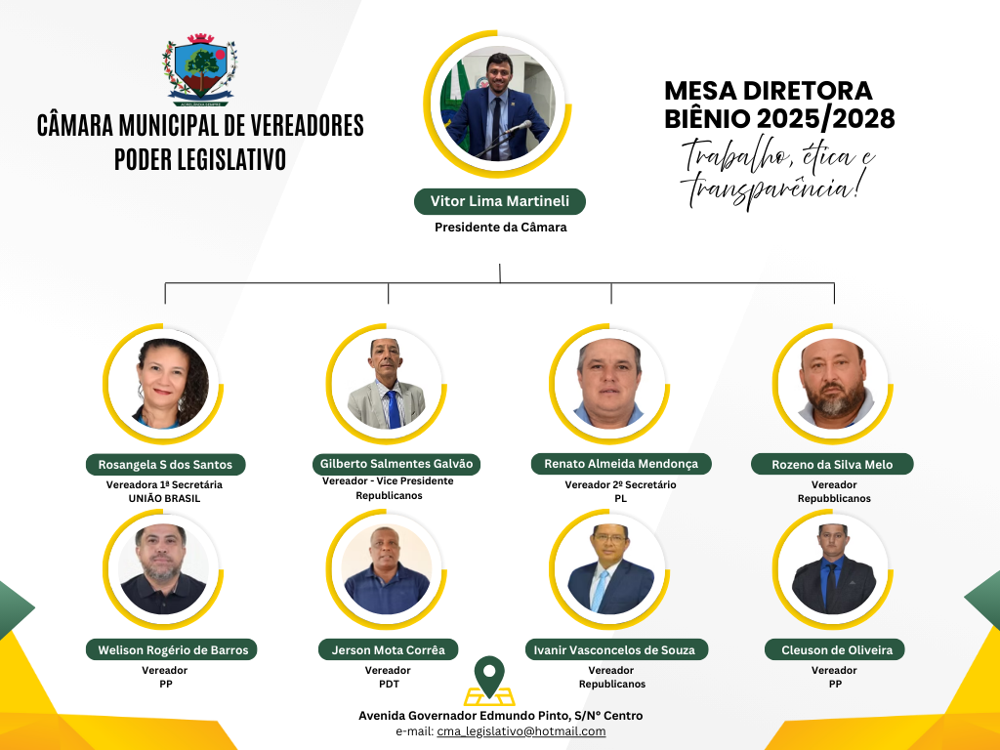 ACRELÂNDIA SEMPRE
CÂMARA MUNICIPAL DE VEREADORES
PODER LEGISLATIVO
MESA DIRETORA
BIÊNIO 2025/2028
Trabalho, ética e
transparência!
Vitor Lima Martineli
Presidente da Câmara
Rosangela S dos Santos
Vereadora 1ª Secretária
UNIÃO BRASIL
Gilberto Salmentes Galvão
Vereador - Vice Presidente
Republicanos
Renato Almeida Mendonça
Vereador 2º Secretário
PL
Rozeno da Silva Melo
Vereador
Repubblicanos
Welison Rogério de Barros
Vereador
PP
Jerson Mota Corrêa
Vereador
PDT
Ivanir Vasconcelos de Souza
Vereador
Republicanos
Cleuson de Oliveira
Vereador
PP
Avenida Governador Edmundo Pinto, S/N° Centro
e-mail: cma_legislativo@hotmail.com